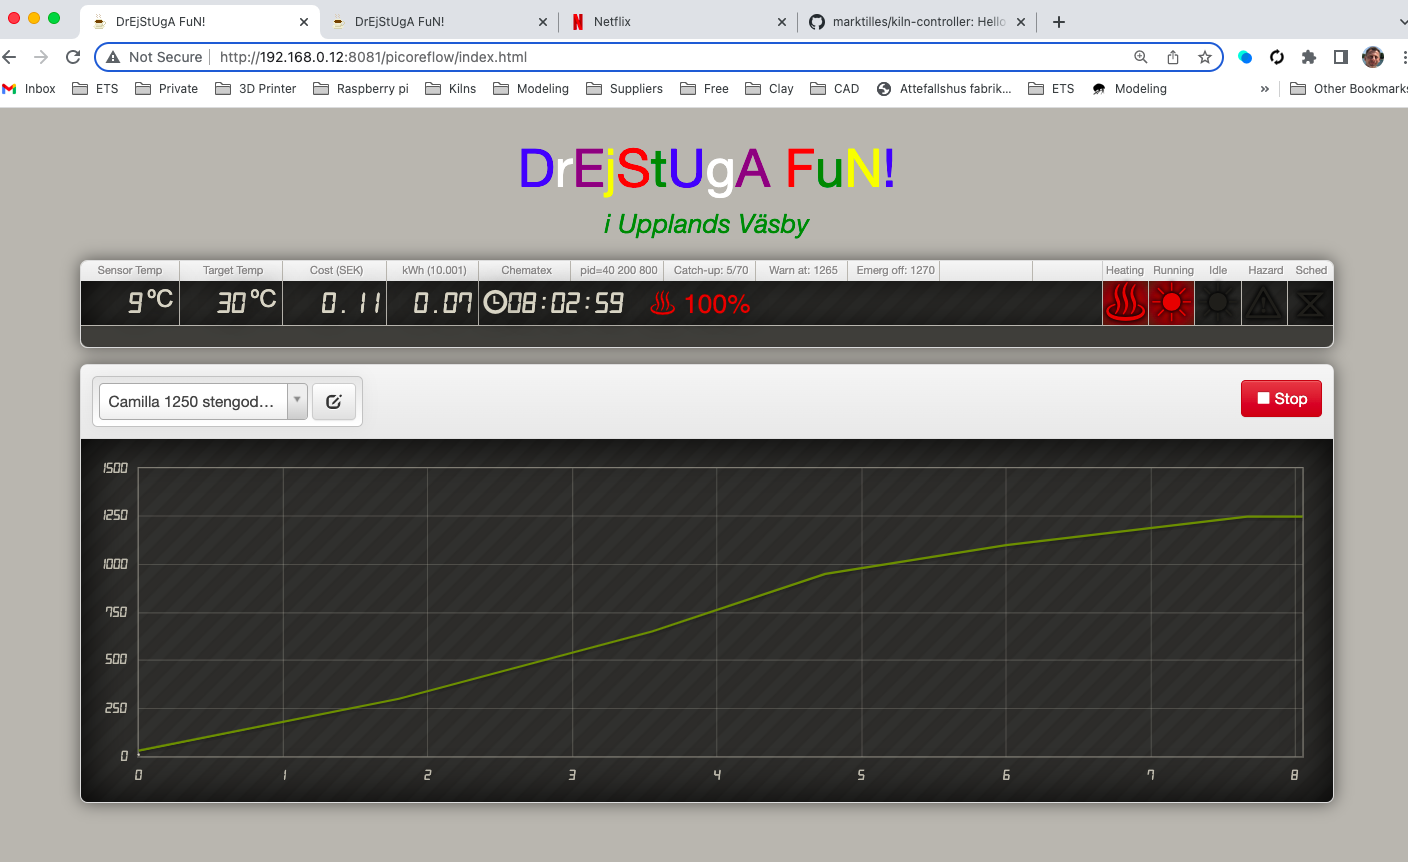 DrEjStUgA FuN!
DrEjStUgA FuN!
Netflix
marktilles/kiln-controller: Hello
Not Secure
http://192.168.0.12:8081/picoreflow/index.html
Inbox
ETS
Private
3D Printer
Raspberry pi
Kilns
Modeling
Suppliers
Free
Clay
CAD
Attefallshus fabrik...
ETS
Modeling
»
Other Bookmarks
DrEjStUgA FuN!
i Upplands Väsby
Sensor Temp
Target Temp
Cost (SEK)
kWh (10.001)
Chematex
pid=40 200 800
Catch-up: 5/70
Warn at: 1265
Emerg off: 1270
Heating
Running
Idle
Hazard
Sched
9°C
30°C
0.11
0.07
08:02:59
100%
Camilla 1250 stengod...
Stop
1500
1250
1000
750
500
250
0
0 1 2 3 4 5 6 7 8